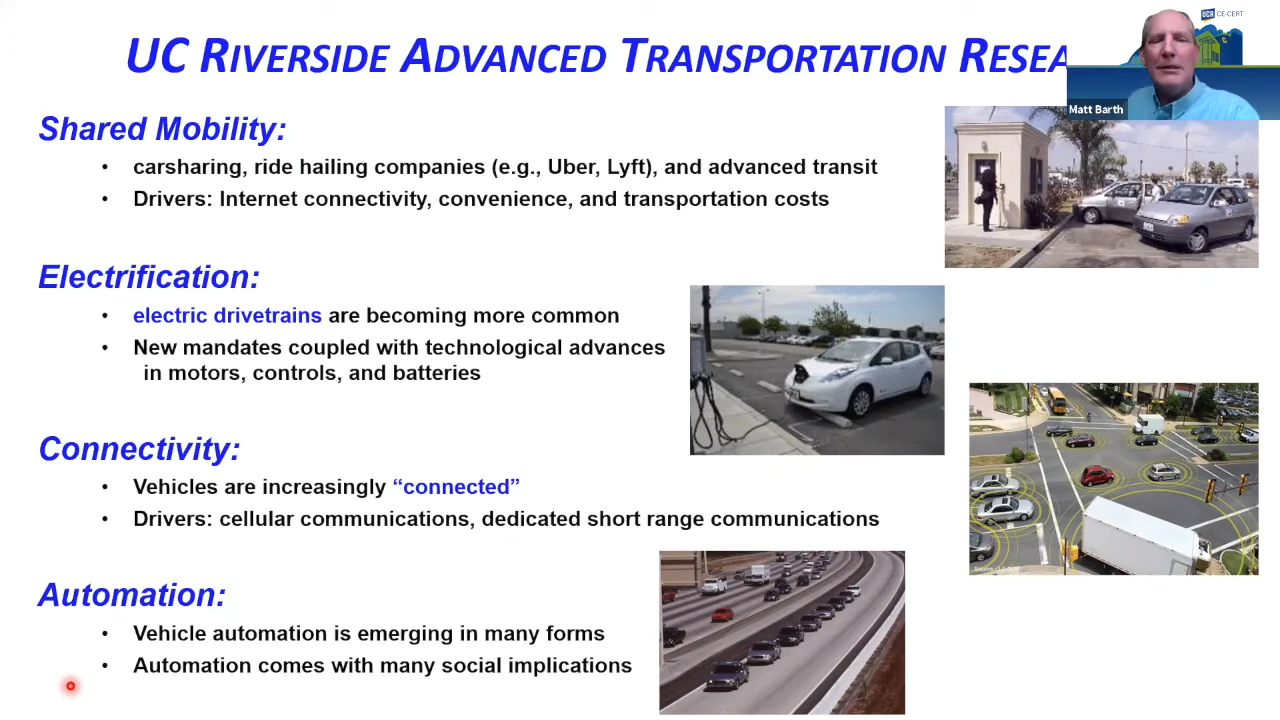 UC RIVERSIDE ADVANCED TRANSPORTATION RESEA
UCR CE-CERT
Matt Barth
Shared Mobility:
• carsharing, ride hailing companies (e.g., Uber, Lyft), and advanced transit
• Drivers: Internet connectivity, convenience, and transportation costs
Electrification:
• electric drivetrains are becoming more common
• New mandates coupled with technological advances
in motors, controls, and batteries
Connectivity:
• Vehicles are increasingly “connected”
• Drivers: cellular communications, dedicated short range communications
Automation:
• Vehicle automation is emerging in many forms
• Automation comes with many social implications